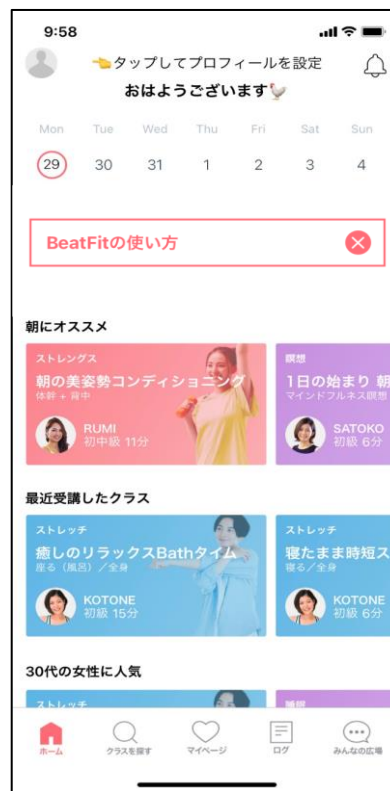 9:58
👈タップしてプロフィールを設定
おはようございます🐓
Mon Tue Wed Thu Fri Sat Sun
29 30 31 1 2 3 4
BeatFitの使い方
朝にオススメ
ストレングス
朝の美姿勢コンディショニング
体幹 + 背中
RUMI
初中級 11分
瞑想
1日の始まり 朝
マインドフルネス瞑想
SATOKO
初級 6分
最近受講したクラス
ストレッチ
癒しのリラックスBathタイム
座る（風呂）／全身
KOTONE
初級 15分
ストレッチ
寝たまま時短ス
寝る／全身
KOTONE
初級 6分
30代の女性に人気
ストレッチ
睡眠
ホーム クラスを探す マイページ ログ みんなの広場